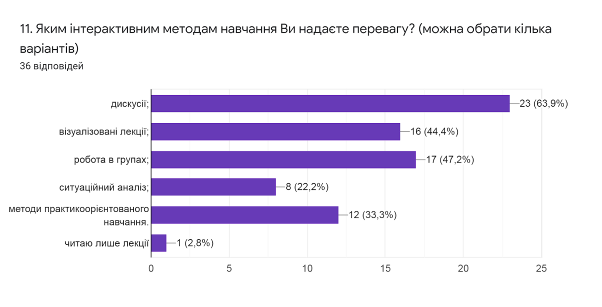 11. Яким інтерактивним методам навчання Ви надаєте перевагу? (можна обрати кілька
варіантів)
36 відповідей
дискусії;
23 (63,9%)
візуалізовані лекції;
16 (44,4%)
робота в групах;
17 (47,2%)
ситуаційний аналіз;
8 (22,2%)
методи практикоорієнтованого
навчання.
12 (33,3%)
читаю лише лекції
1 (2,8%)
0 5 10 15 20 25